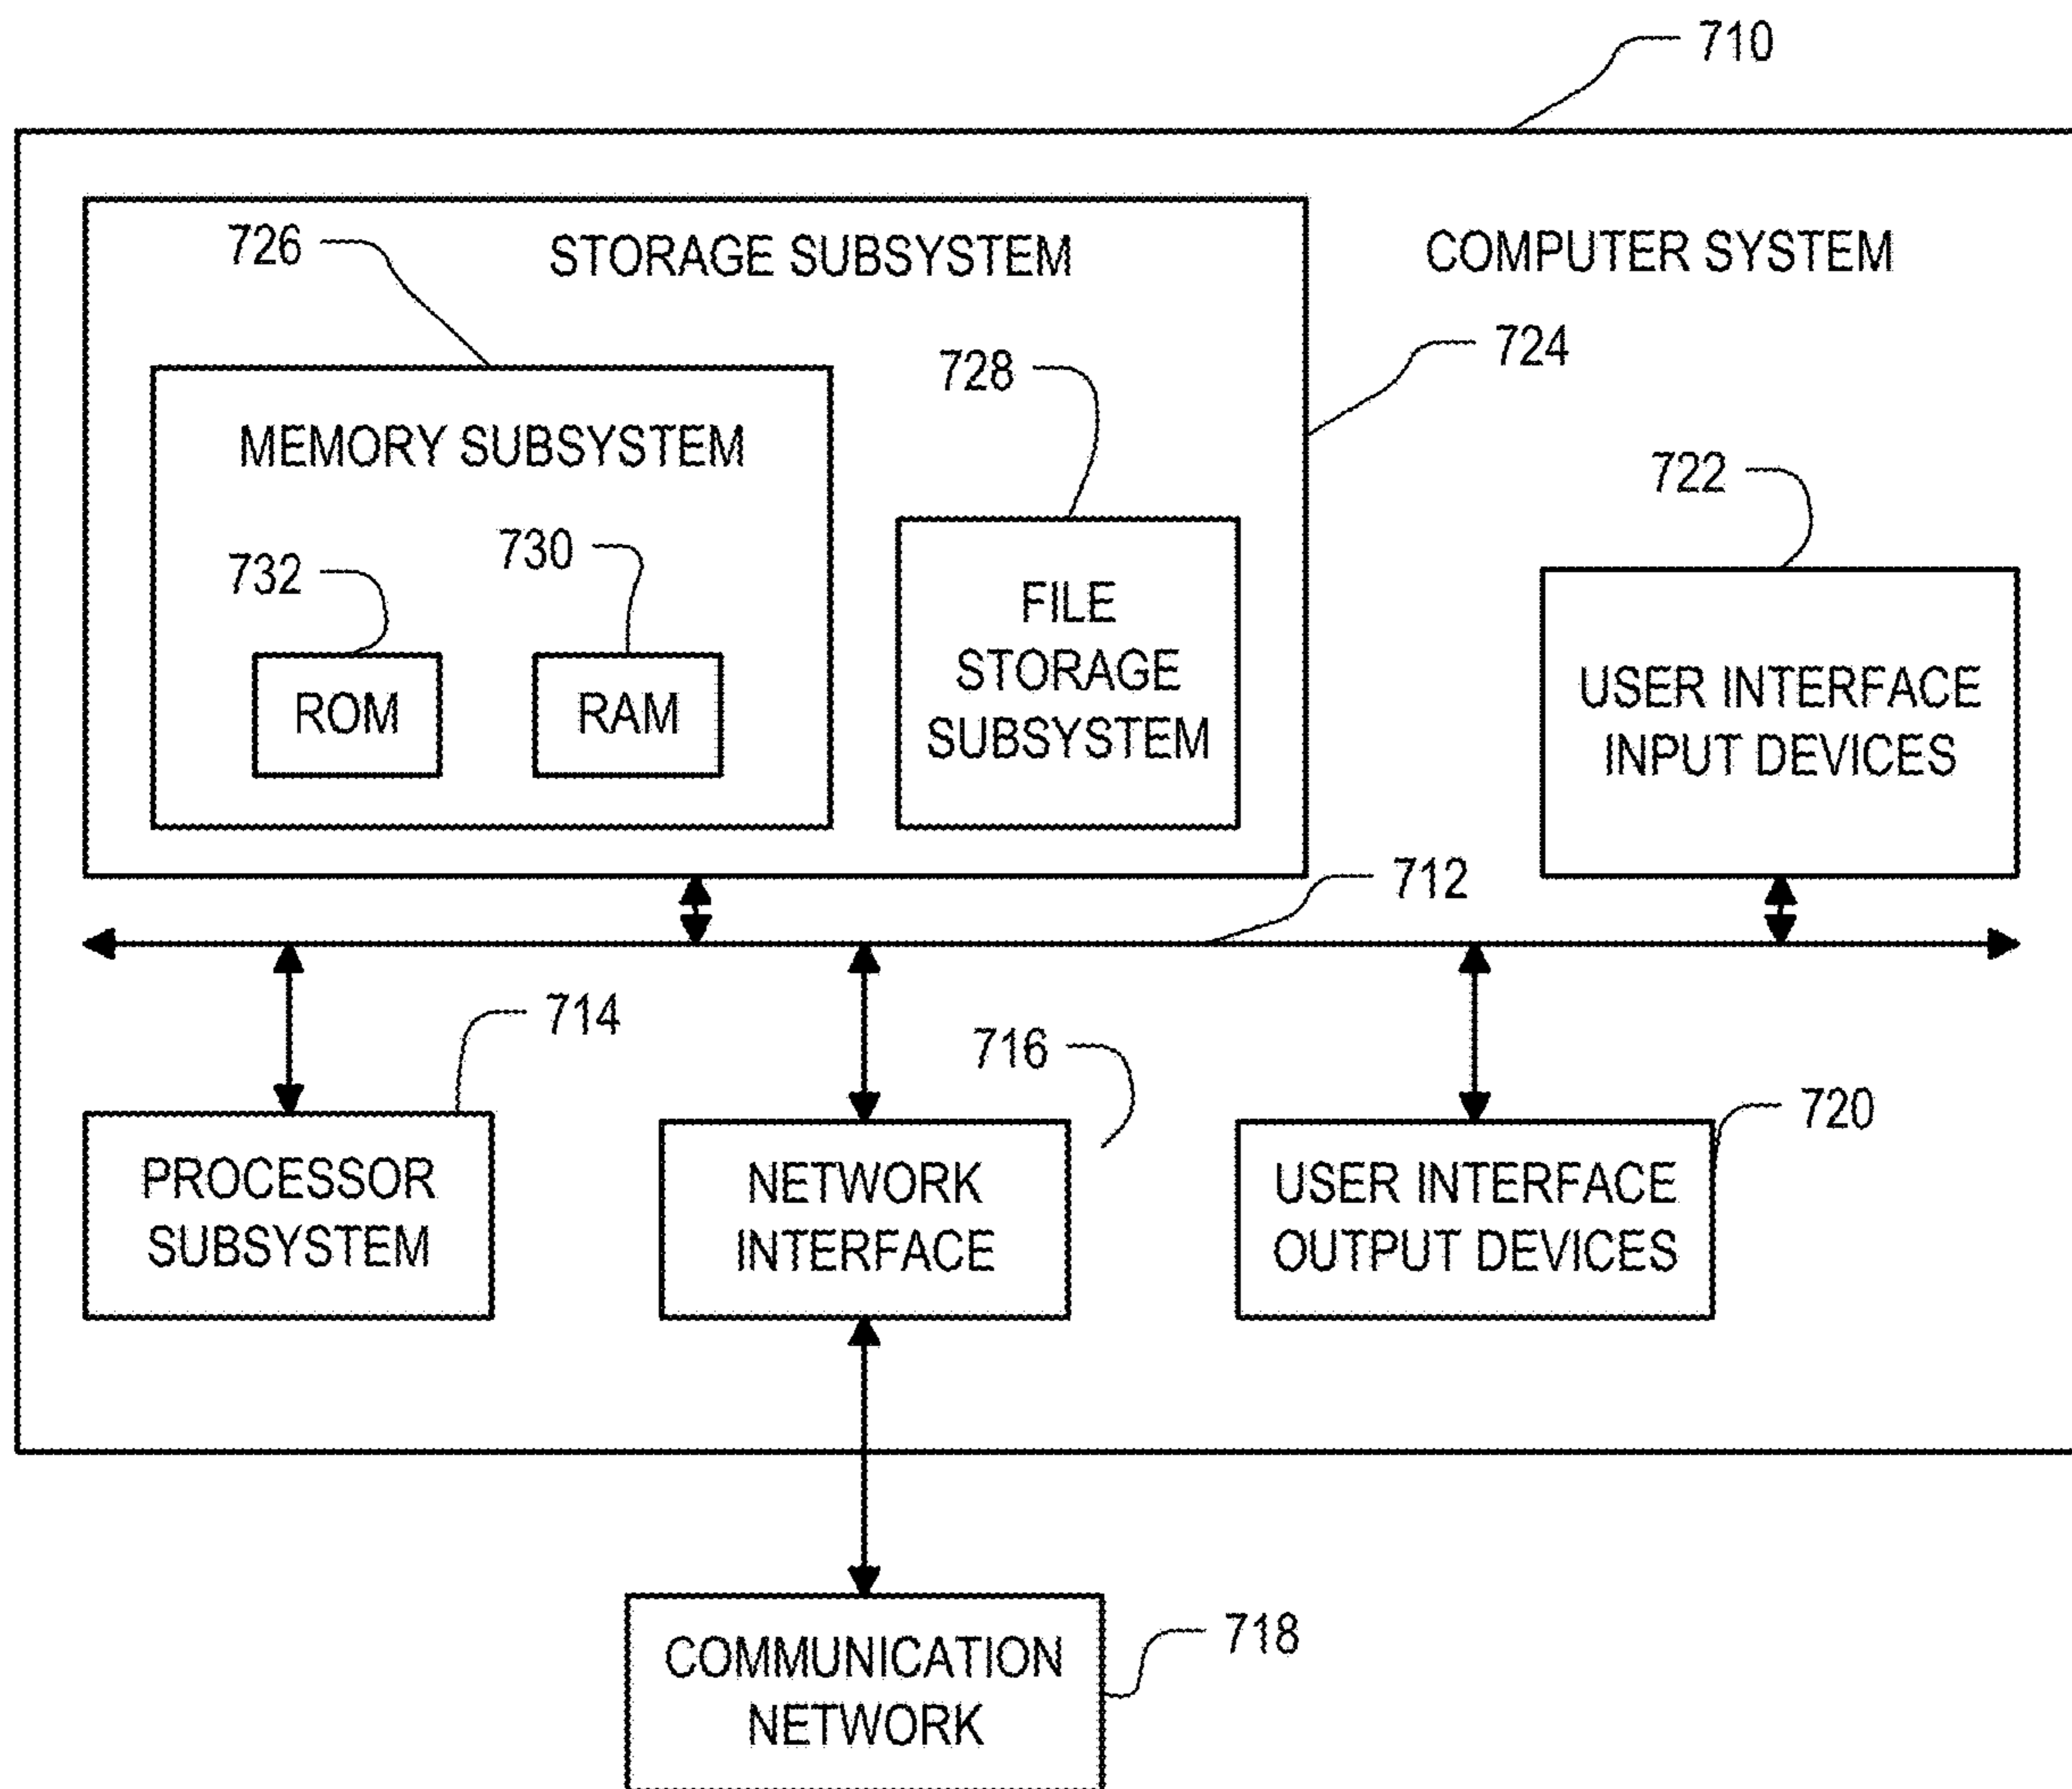 710
726
STORAGE SUBSYSTEM
COMPUTER SYSTEM
724
728
MEMORY SUBSYSTEM
722
732
730
FILE
STORAGE
SUBSYSTEM
ROM
RAM
USER INTERFACE
INPUT DEVICES
712
714
716
720
PROCESSOR
SUBSYSTEM
NETWORK
INTERFACE
USER INTERFACE
OUTPUT DEVICES
718
COMMUNICATION
NETWORK